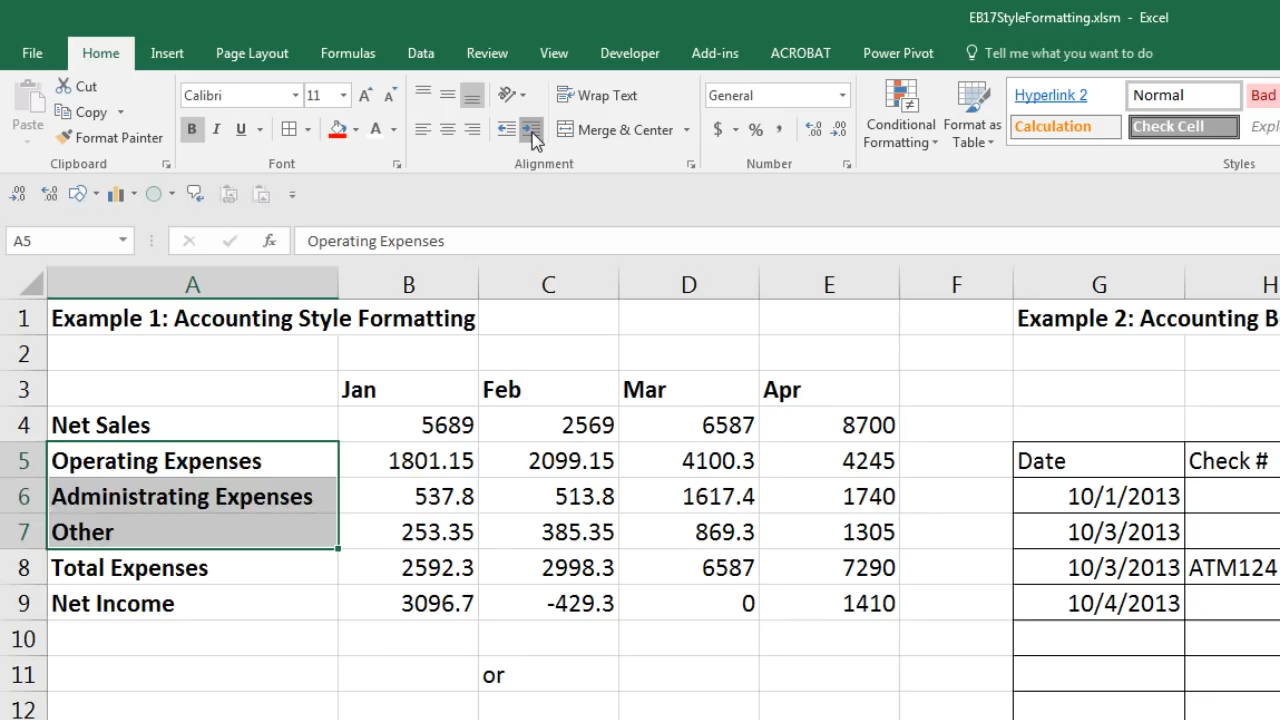 EB17StyleFormatting.xlsm - Excel
File Home Insert Page Layout Formulas Data Review View Developer Add-ins ACROBAT Power Pivot Tell me what you want to do
Paste
Cut
Copy
Format Painter
Clipboard
Calibri 11
B I U A
Font
Wrap Text
Merge & Center
Alignment
General
$ % ,
Number
Conditional
Formatting
Format as
Table
Hyperlink 2 Normal Bad
Calculation Check Cell Expl
Styles
A5 fx Operating Expenses
A B C D E F G H
1 Example 1: Accounting Style Formatting Example 2: Accounting B
2
3 Jan Feb Mar Apr
4 Net Sales 5689 2569 6587 8700
5 Operating Expenses 1801.15 2099.15 4100.3 4245 Date Check #
6 Administrating Expenses 537.8 513.8 1617.4 1740 10/1/2013
7 Other 253.35 385.35 869.3 1305 10/3/2013
8 Total Expenses 2592.3 2998.3 6587 7290 10/3/2013 ATM124
9 Net Income 3096.7 -429.3 0 1410 10/4/2013
10
11 or
12